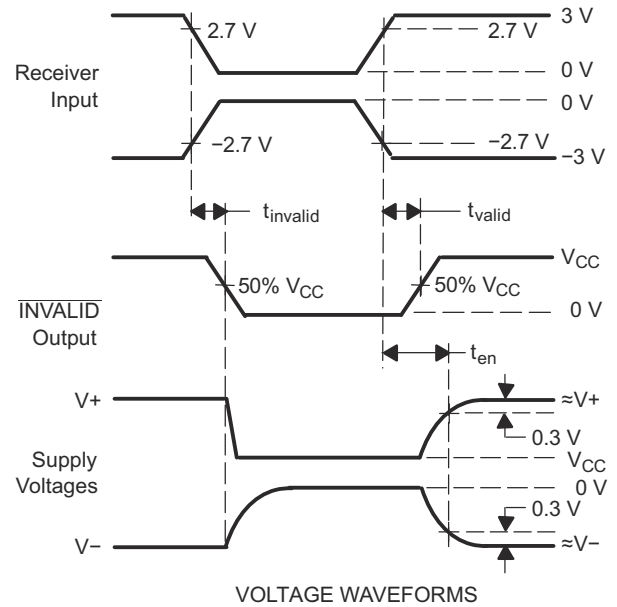 3 V
2.7 V
2.7 V
Receiver
Input
0 V
0 V
−2.7 V
−2.7 V
−3 V
tinvalid
tvalid
VCC
50% VCC
50% VCC
INVALID
Output
0 V
ten
V+
≈V+
0.3 V
Supply
Voltages
VCC
0 V
0.3 V
V−
≈V−
VOLTAGE WAVEFORMS